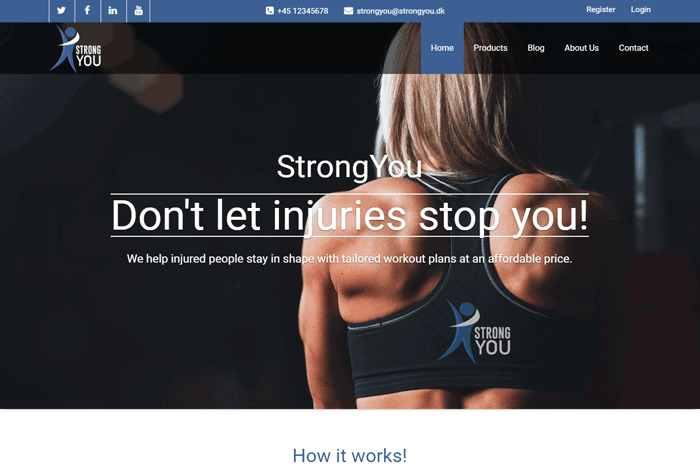 +45 12345678
strongyou@strongyou.dk
Register
Login
STRONG
YOU
Home
Products
Blog
About Us
Contact
StrongYou
Don't let injuries stop you!
We help injured people stay in shape with tailored workout plans at an affordable price.
STRONG
YOU
How it works!